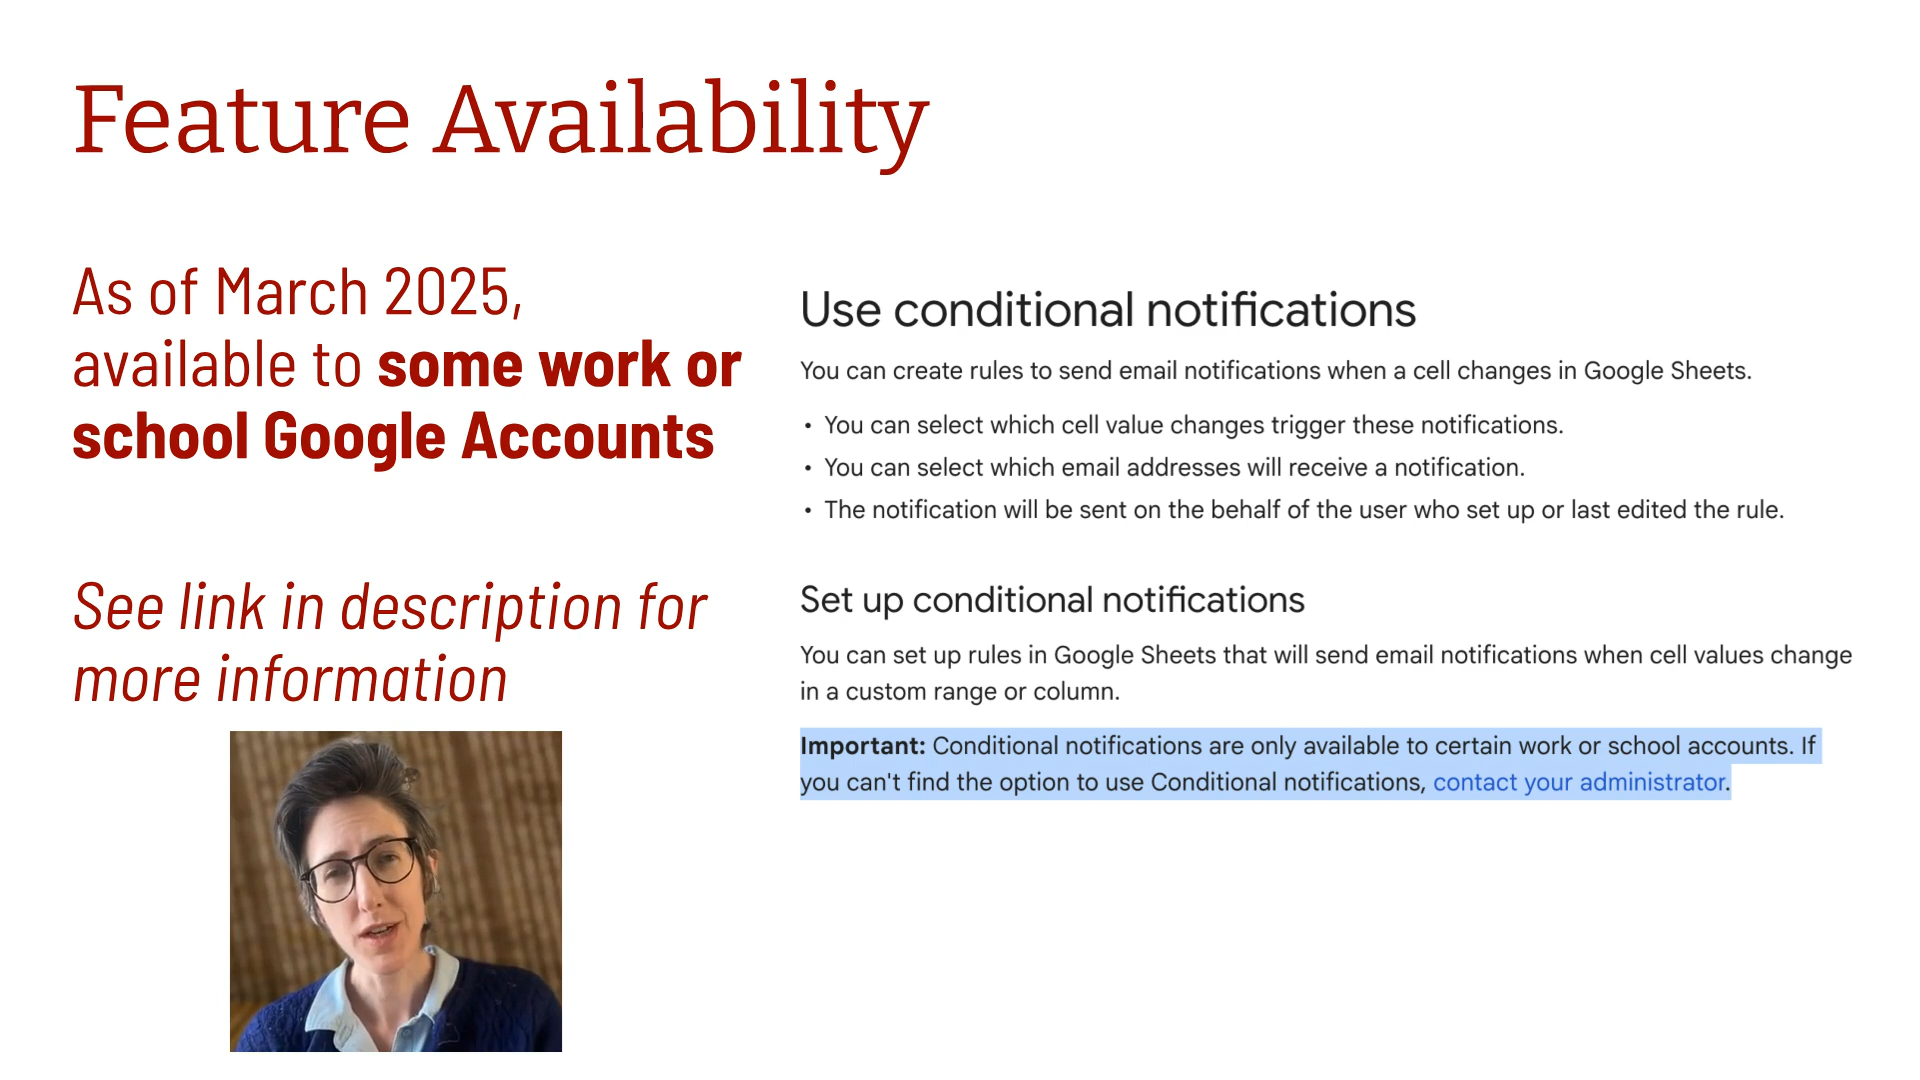 Feature Availability
As of March 2025,
available to some work or
school Google Accounts
See link in description for
more information
Use conditional notifications
You can create rules to send email notifications when a cell changes in Google Sheets.
• You can select which cell value changes trigger these notifications.
• You can select which email addresses will receive a notification.
• The notification will be sent on the behalf of the user who set up or last edited the rule.
Set up conditional notifications
You can set up rules in Google Sheets that will send email notifications when cell values change
in a custom range or column.
Important: Conditional notifications are only available to certain work or school accounts. If
you can't find the option to use Conditional notifications, contact your administrator.